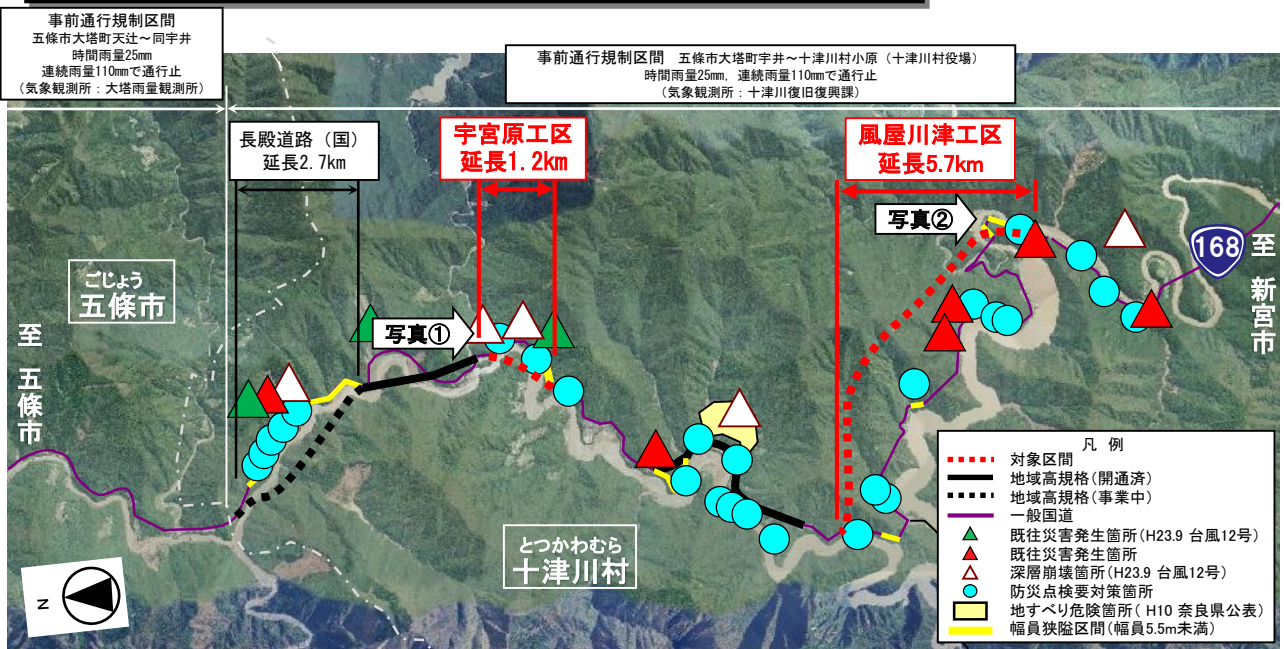 事前通行規制区間
五條市大塔町天辻～同宇井
時間雨量25mm
連続雨量110mmで通行止
（気象観測所：大塔雨量観測所）
事前通行規制区間　五條市大塔町宇井～十津川村小原（十津川村役場）
時間雨量25mm，連続雨量110mmで通行止
（気象観測所：十津川復旧復興課）
長殿道路（国）
延長2.7km
宇宮原工区
延長1.2km
風屋川津工区
延長5.7km
写真②
168
至 新宮市
ごじょう
五條市
写真①
至 五條市
とつかわむら
十津川村
N
凡 例
対象区間
地域高規格（開通済）
地域高規格（事業中）
一般国道
既往災害発生箇所（H23.9 台風12号）
既往災害発生箇所
深層崩壊箇所（H23.9 台風12号）
防災点検要対策箇所
地すべり危険箇所（ H10 奈良県公表）
幅員狭隘区間（幅員5.5m未満）